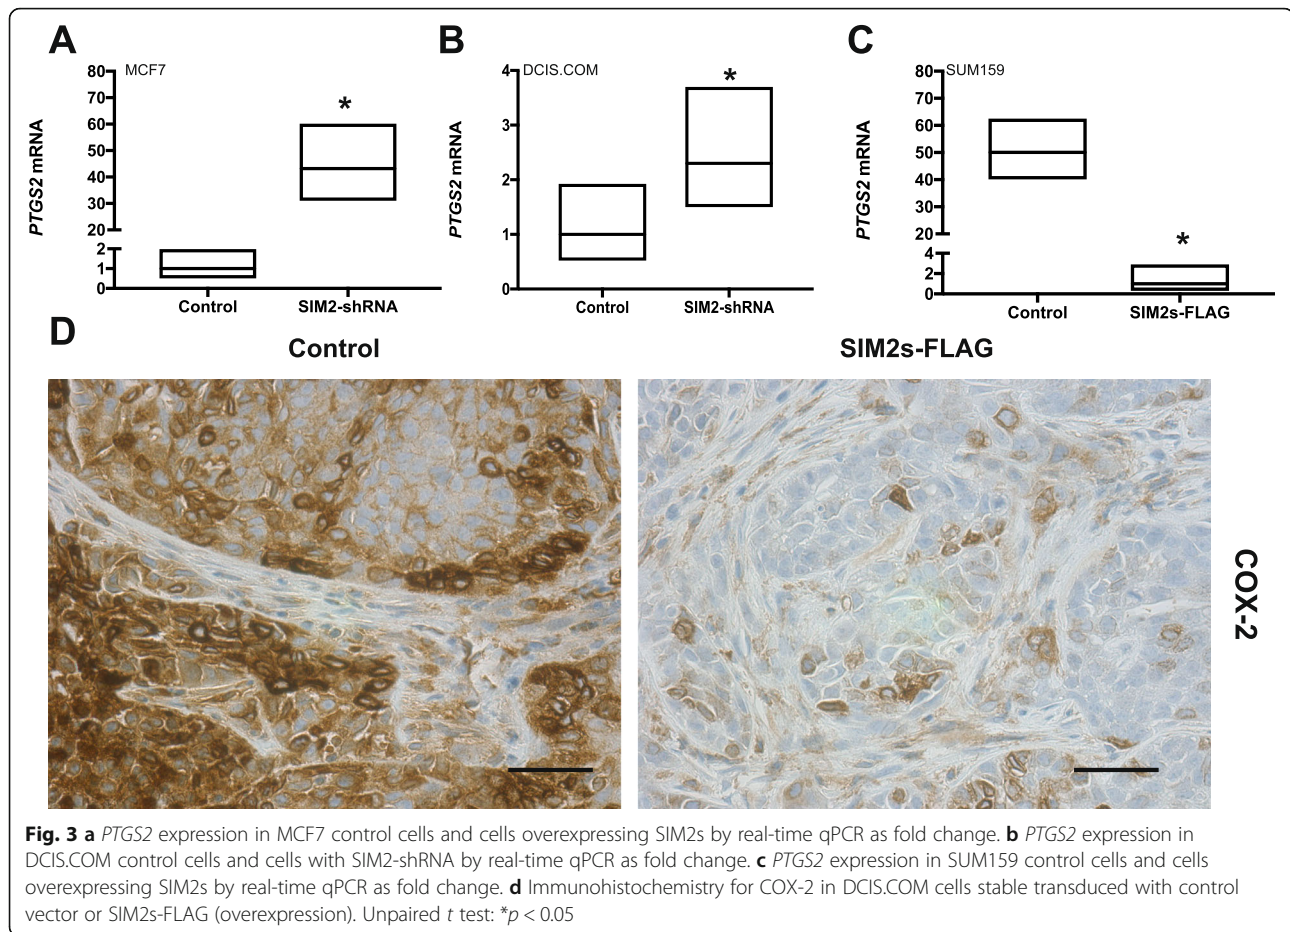 A
MCF7
*
PTGS2 mRNA
80
70
60
50
40
30
20
2
1
0
Control SIM2-shRNA
B
DCIS.COM
*
PTGS2 mRNA
4
3
2
1
0
Control SIM2-shRNA
C
SUM159
*
PTGS2 mRNA
80
70
60
50
40
30
20
4
2
0
Control SIM2s-FLAG
D
Control SIM2s-FLAG
COX-2
Fig. 3 a PTGS2 expression in MCF7 control cells and cells overexpressing SIM2s by real-time qPCR as fold change. b PTGS2 expression in
DCIS.COM control cells and cells with SIM2-shRNA by real-time qPCR as fold change. c PTGS2 expression in SUM159 control cells and cells
overexpressing SIM2s by real-time qPCR as fold change. d Immunohistochemistry for COX-2 in DCIS.COM cells stable transduced with control
vector or SIM2s-FLAG (overexpression). Unpaired t test: *p < 0.05